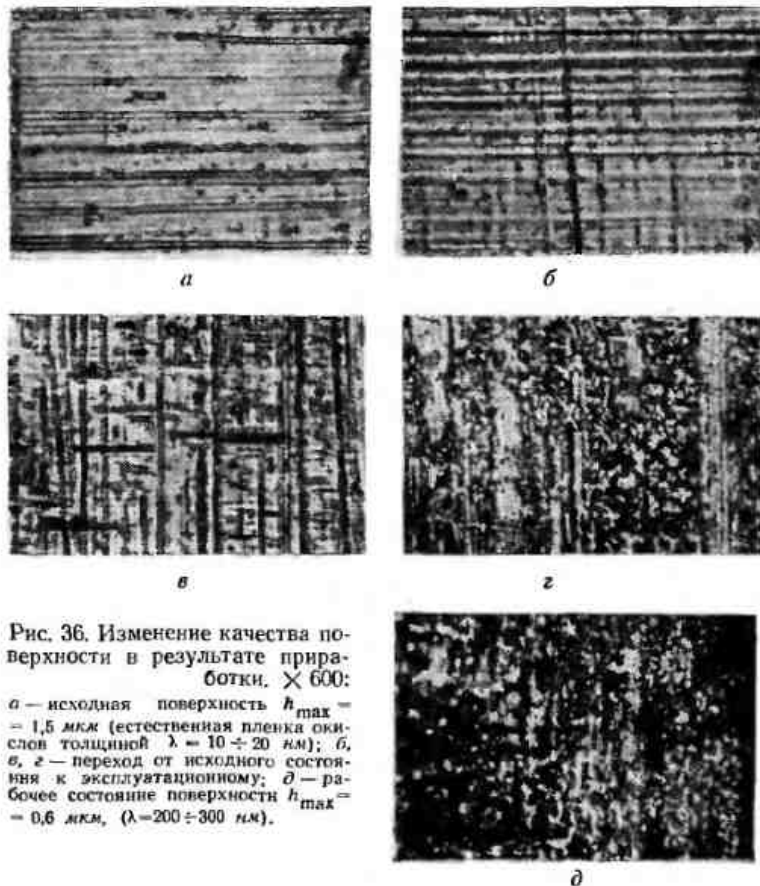 а
б
в
г
Рис. 36. Изменение качества по-
верхности в результате прира-
ботки. × 600:
а — исходная поверхность hmax =
= 1,5 мкм (естественная пленка оки-
слов толщиной λ = 10 ÷ 20 нм); б,
в, г — переход от исходного состоя-
ния к эксплуатационному; д — ра-
бочее состояние поверхности hmax =
= 0,6 мкм, (λ=200÷300 нм).
д